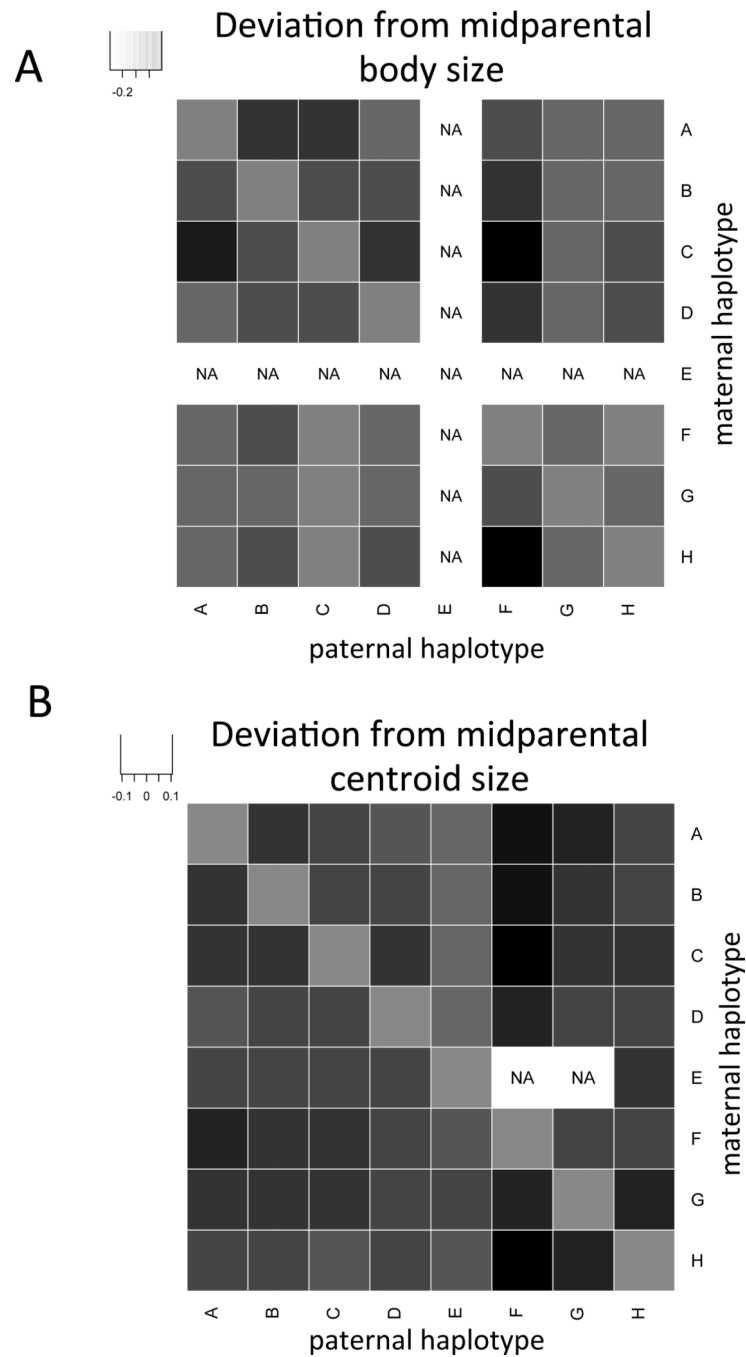 A
Deviation from midparental
body size
-0.2
NA
A
NA
B
NA
C
NA
D
NA NA NA NA NA NA NA NA
E
NA
F
NA
G
NA
H
A B C D E F G H
paternal haplotype
maternal haplotype
B
Deviation from midparental
centroid size
-0.1 0 0.1
A
B
C
D
NA NA
E
F
G
H
A B C D E F G H
paternal haplotype
maternal haplotype